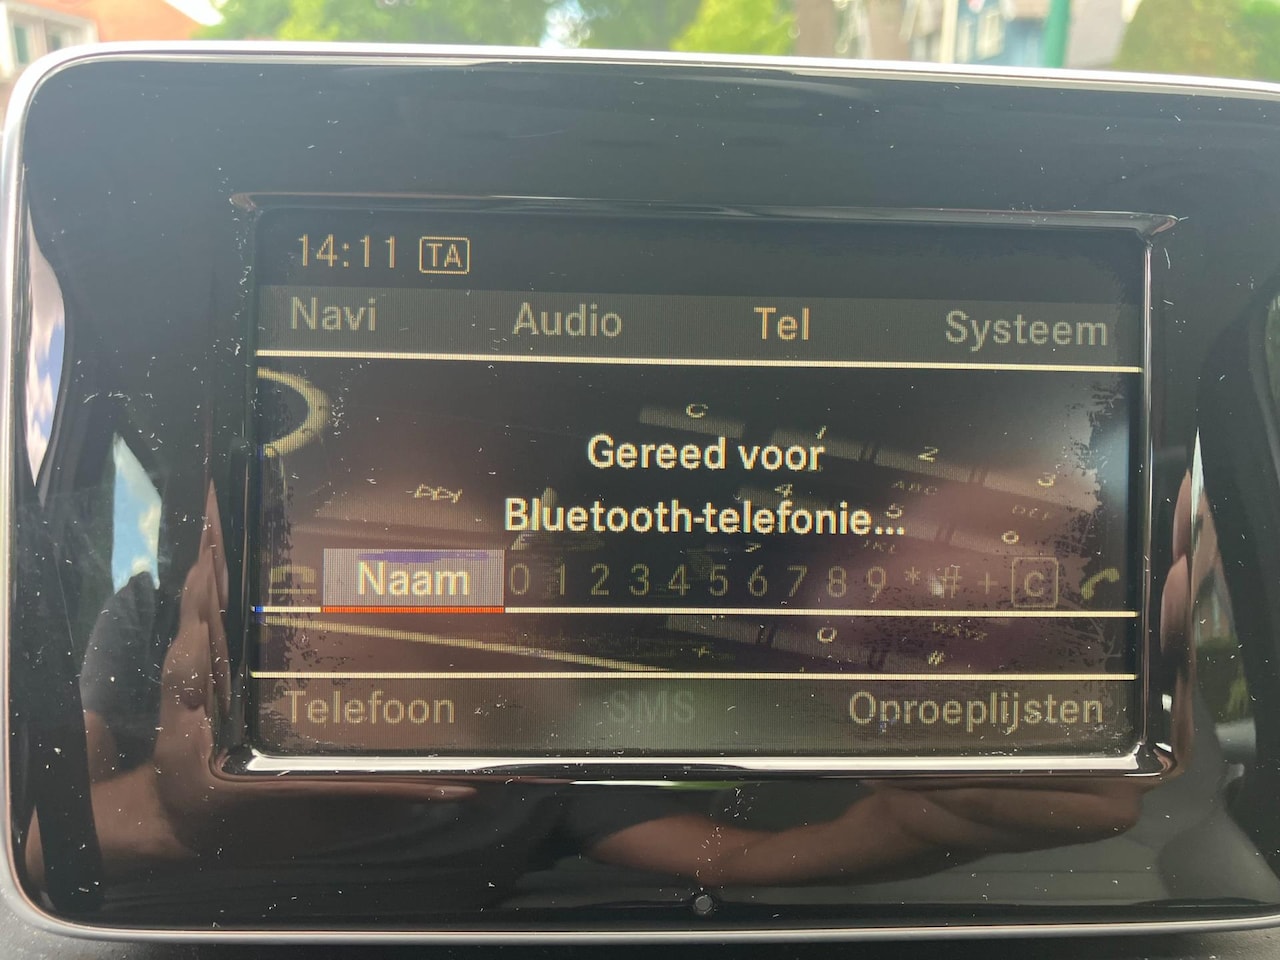 14:11 TA
Navi Audio Tel Systeem
Gereed voor
Bluetooth-telefonie...
Naam 0 1 2 3 4 5 6 7 8 9 * # + C
Telefoon SMS Oproeplijsten